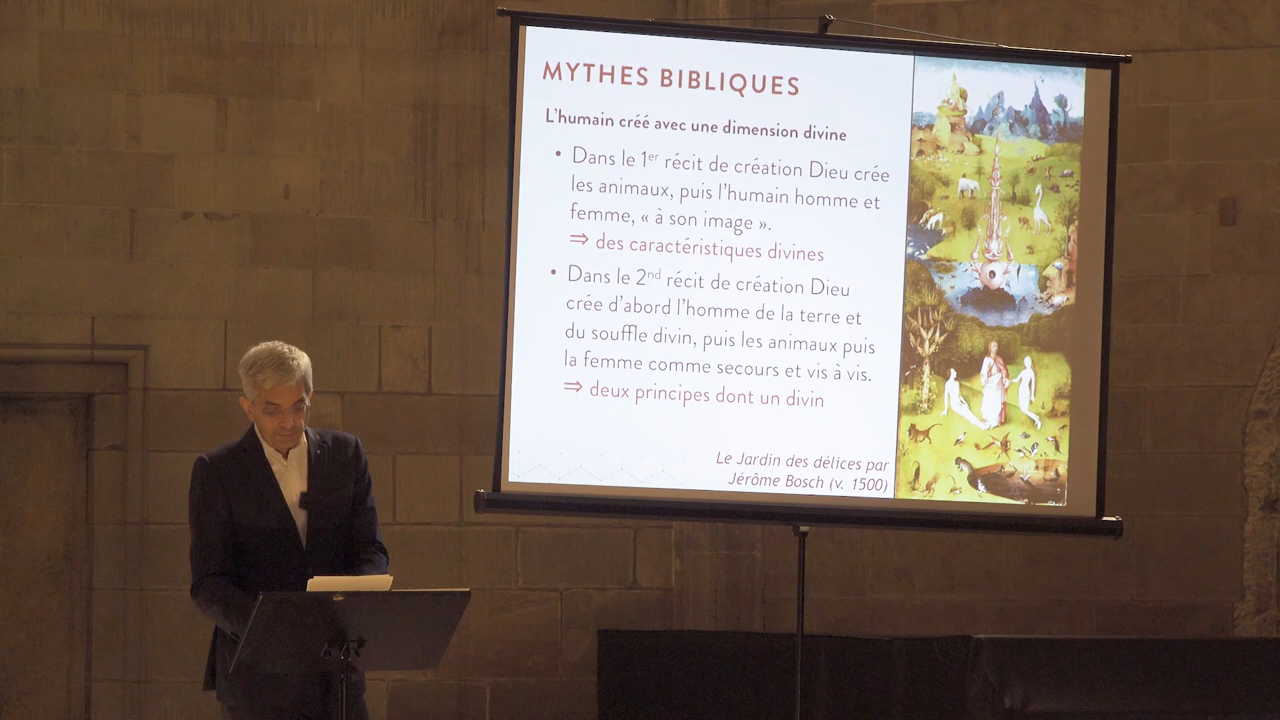 MYTHES BIBLIQUES
L'humain créé avec une dimension divine
• Dans le 1er récit de création Dieu crée
les animaux, puis l'humain homme et
femme, « à son image ».
⇒ des caractéristiques divines
• Dans le 2nd récit de création Dieu
crée d'abord l'homme de la terre et
du souffle divin, puis les animaux puis
la femme comme secours et vis à vis.
⇒ deux principes dont un divin
Le Jardin des délices par
Jérôme Bosch (v. 1500)